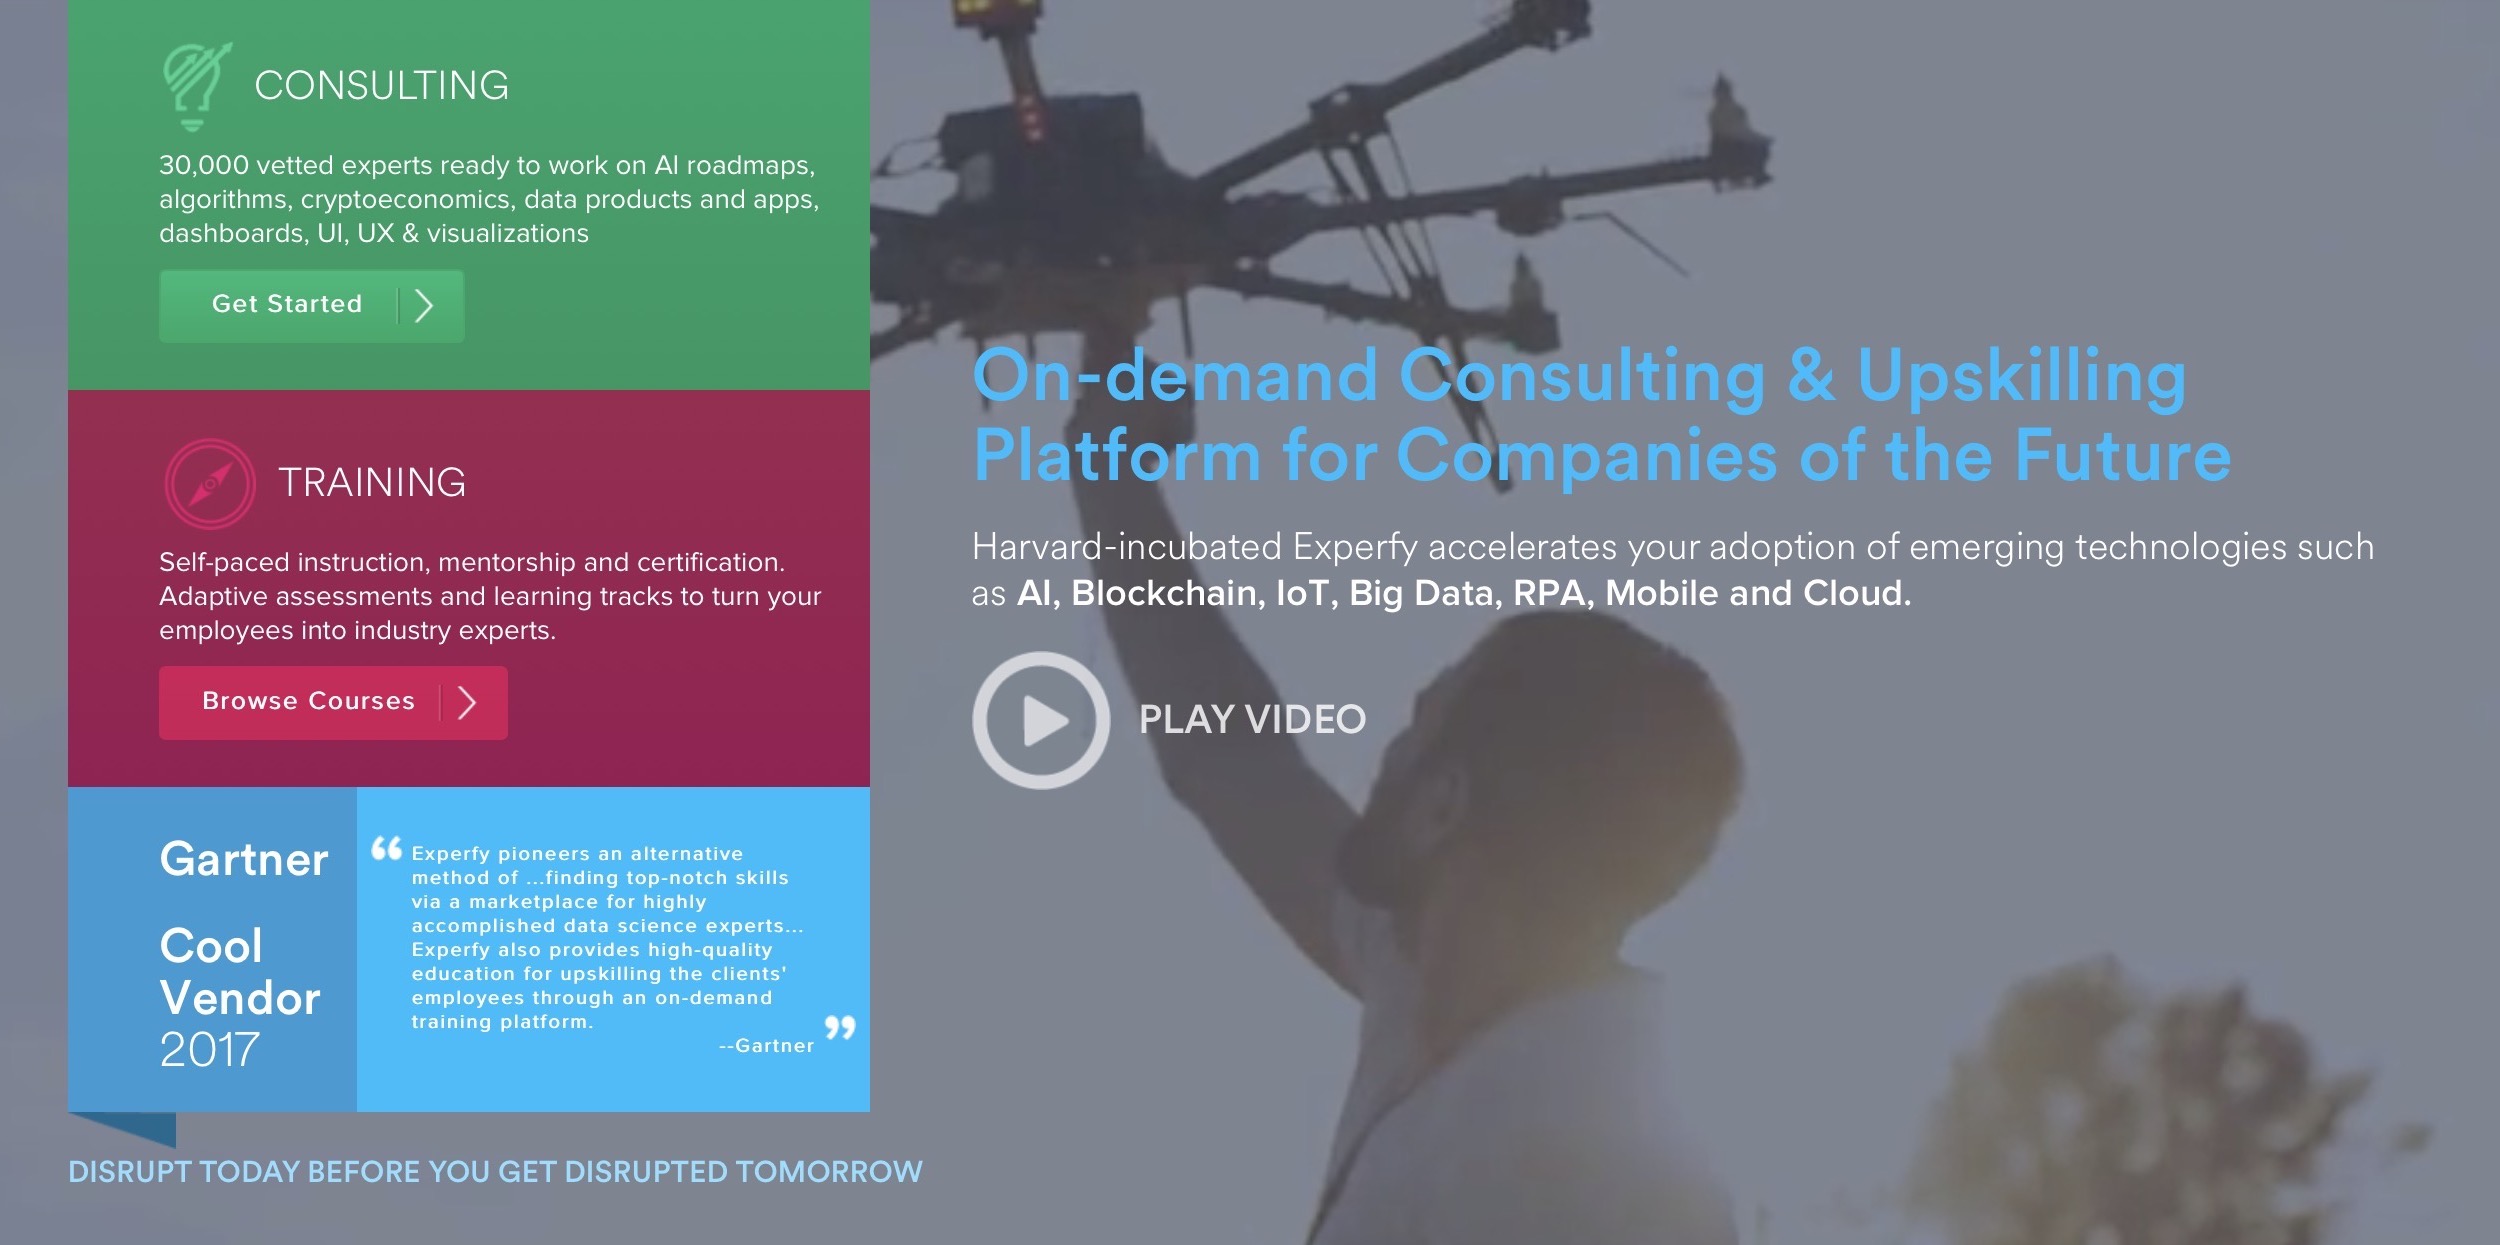 CONSULTING
30,000 vetted experts ready to work on AI roadmaps,
algorithms, cryptoeconomics, data products and apps,
dashboards, UI, UX & visualizations
Get Started
TRAINING
Self-paced instruction, mentorship and certification.
Adaptive assessments and learning tracks to turn your
employees into industry experts.
Browse Courses
Gartner
Cool
Vendor
2017
“ Experfy pioneers an alternative
method of ...finding top-notch skills
via a marketplace for highly
accomplished data science experts...
Experfy also provides high-quality
education for upskilling the clients'
employees through an on-demand
training platform.
--Gartner ”
DISRUPT TODAY BEFORE YOU GET DISRUPTED TOMORROW
On-demand Consulting & Upskilling
Platform for Companies of the Future
Harvard-incubated Experfy accelerates your adoption of emerging technologies such
as AI, Blockchain, IoT, Big Data, RPA, Mobile and Cloud.
PLAY VIDEO